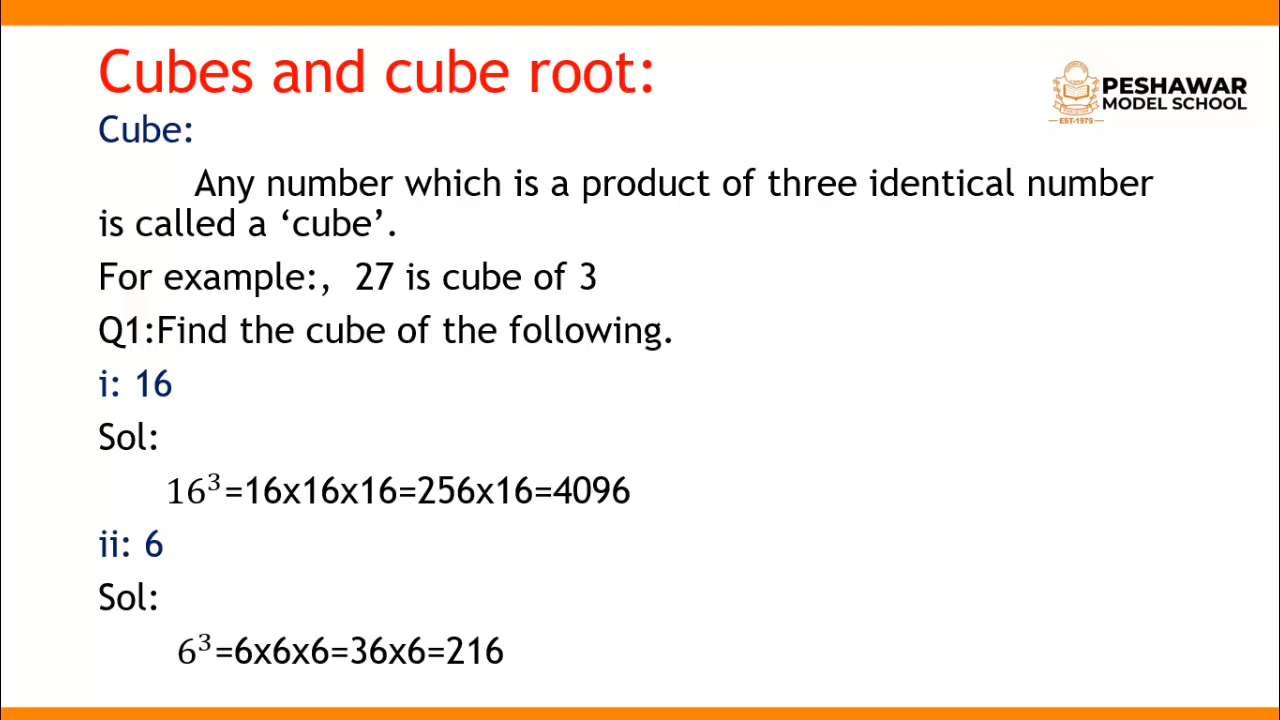 Cubes and cube root:
PESHAWAR
MODEL SCHOOL
EST-1979
Cube:
Any number which is a product of three identical number
is called a ‘cube’.
For example:, 27 is cube of 3
Q1:Find the cube of the following.
i: 16
Sol:
16³=16x16x16=256x16=4096
ii: 6
Sol:
6³=6x6x6=36x6=216